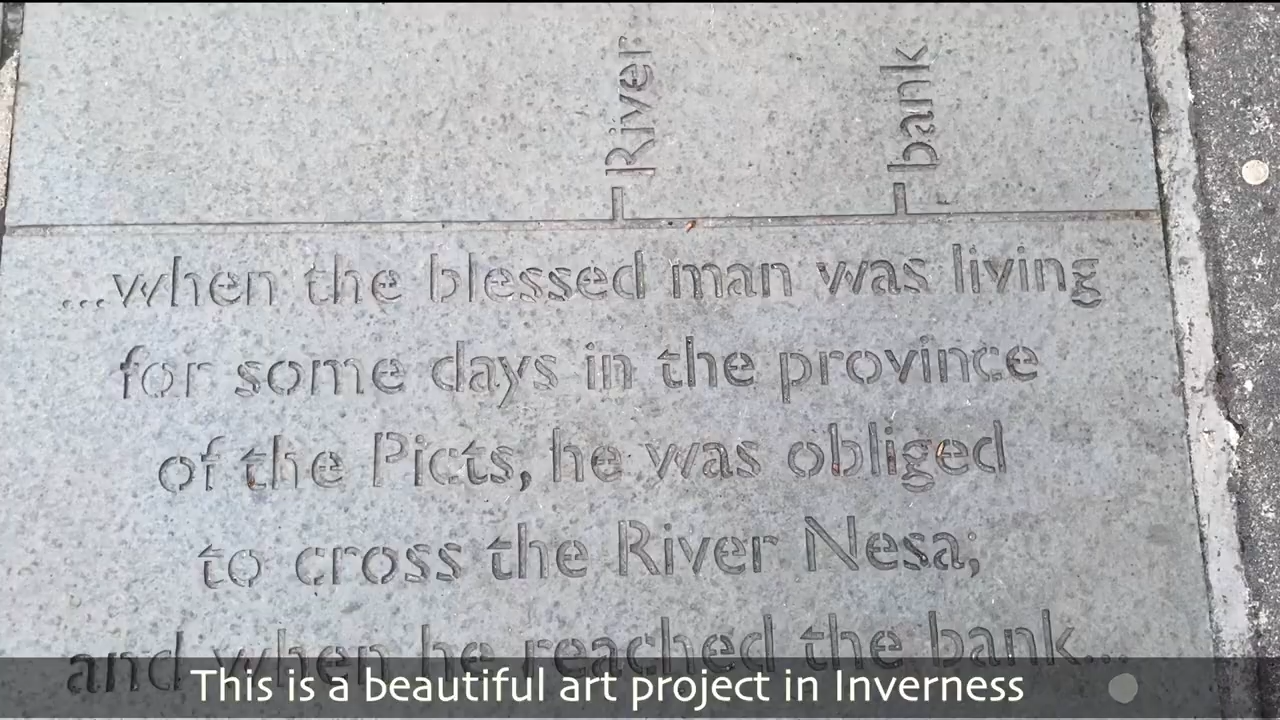 River
bank
...when the blessed man was living
for some days in the province
of the Picts, he was obliged
to cross the River Nesa;
and when he reached the bank...
This is a beautiful art project in Inverness